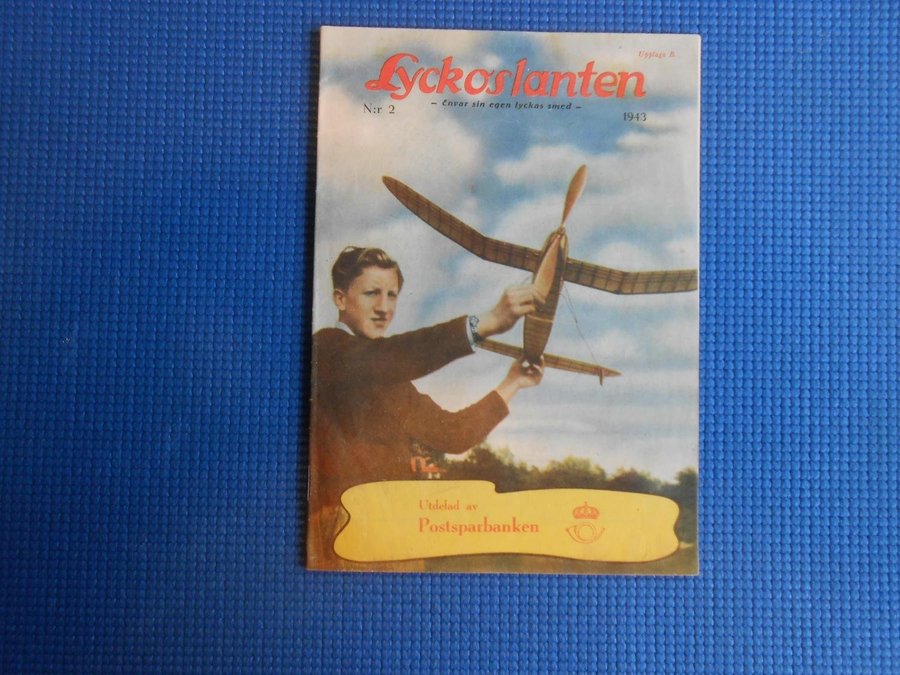 Upplaga B.
Lyckoslanten
– Envar sin egen lyckas smed –
N:r 2
1943
Utdelad av
Postsparbanken